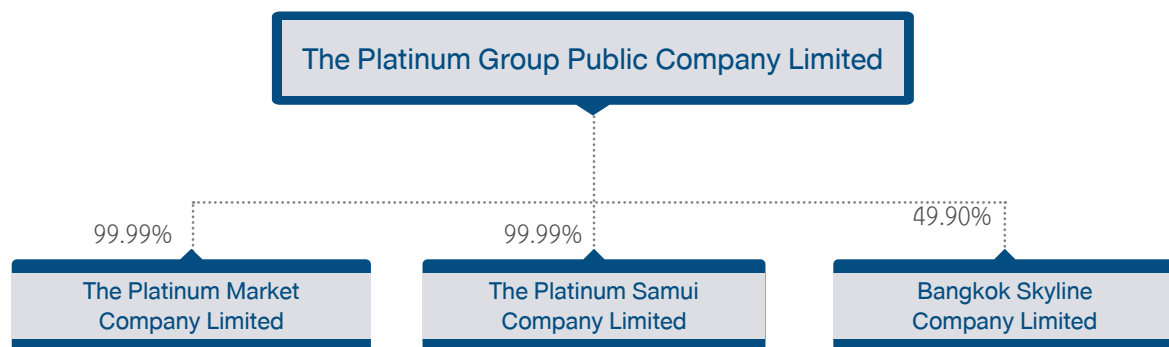 The Platinum Group Public Company Limited
99.99%
99.99%
49.90%
The Platinum Market
Company Limited
The Platinum Samui
Company Limited
Bangkok Skyline
Company Limited